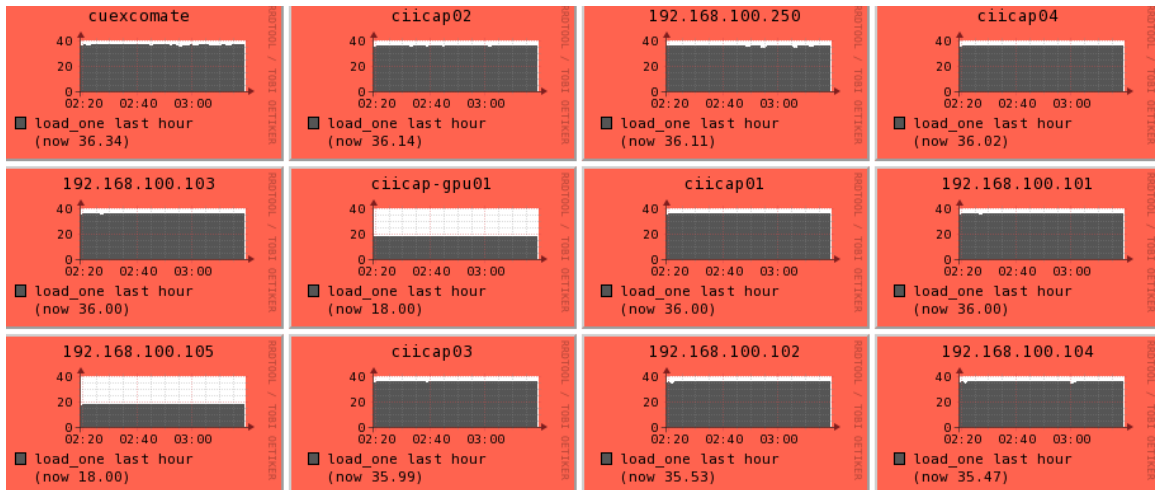 cuexcomate
40
20
0
02:20 02:40 03:00
load_one last hour
(now 36.34)
RRDTOOL / TOBI OETIKER
ciicap02
40
20
0
02:20 02:40 03:00
load_one last hour
(now 36.14)
RRDTOOL / TOBI OETIKER
192.168.100.250
40
20
0
02:20 02:40 03:00
load_one last hour
(now 36.11)
RRDTOOL / TOBI OETIKER
ciicap04
40
20
0
02:20 02:40 03:00
load_one last hour
(now 36.02)
RRDTOOL / TOBI OETIKER
192.168.100.103
40
20
0
02:20 02:40 03:00
load_one last hour
(now 36.00)
RRDTOOL / TOBI OETIKER
ciicap-gpu01
40
20
0
02:20 02:40 03:00
load_one last hour
(now 18.00)
RRDTOOL / TOBI OETIKER
ciicap01
40
20
0
02:20 02:40 03:00
load_one last hour
(now 36.00)
RRDTOOL / TOBI OETIKER
192.168.100.101
40
20
0
02:20 02:40 03:00
load_one last hour
(now 36.00)
RRDTOOL / TOBI OETIKER
192.168.100.105
40
20
0
02:20 02:40 03:00
load_one last hour
(now 18.00)
RRDTOOL / TOBI OETIKER
ciicap03
40
20
0
02:20 02:40 03:00
load_one last hour
(now 35.99)
RRDTOOL / TOBI OETIKER
192.168.100.102
40
20
0
02:20 02:40 03:00
load_one last hour
(now 35.53)
RRDTOOL / TOBI OETIKER
192.168.100.104
40
20
0
02:20 02:40 03:00
load_one last hour
(now 35.47)
RRDTOOL / TOBI OETIKER